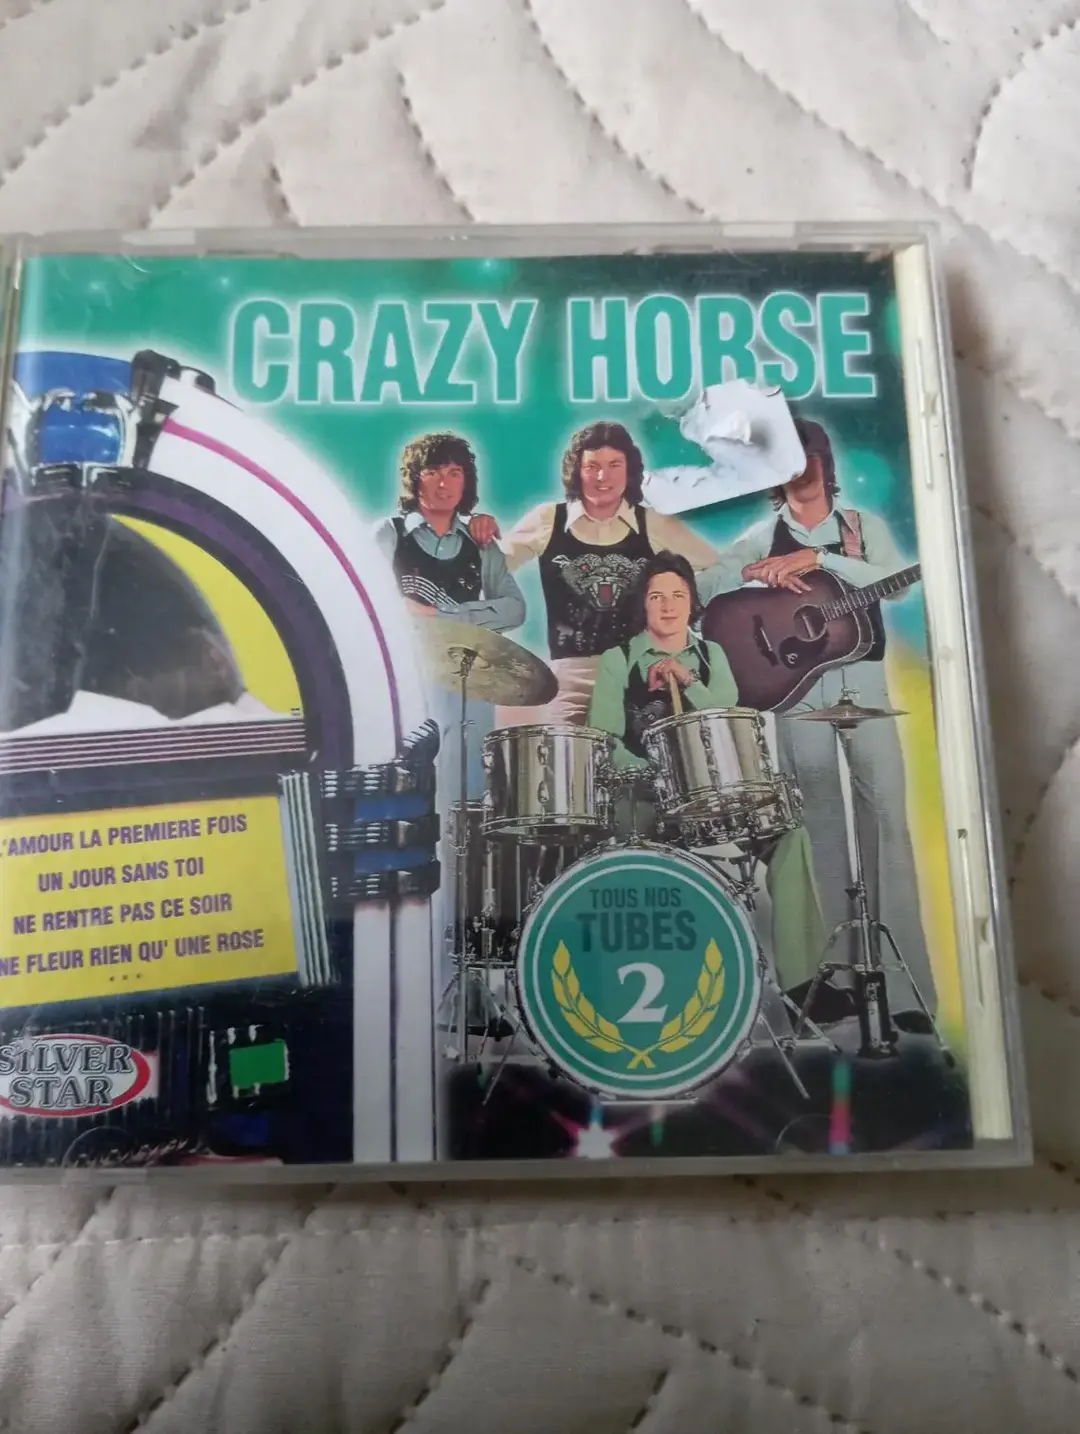 CRAZY HORSE
'AMOUR LA PREMIERE FOIS
UN JOUR SANS TOI
NE RENTRE PAS CE SOIR
NE FLEUR RIEN QU' UNE ROSE
...
SILVER
STAR
TOUS NOS
TUBES
2